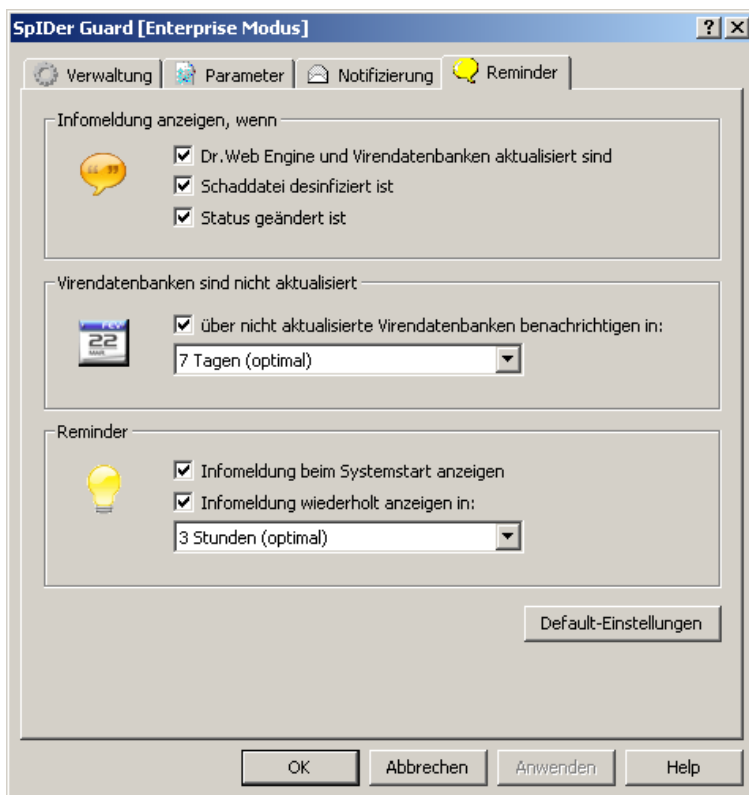 SpIDer Guard [Enterprise Modus]
Verwaltung Parameter Notifizierung Reminder
Infomeldung anzeigen, wenn
Dr.Web Engine und Virendatenbanken aktualisiert sind
Schaddatei desinfiziert ist
Status geändert ist
Virendatenbanken sind nicht aktualisiert
über nicht aktualisierte Virendatenbanken benachrichtigen in:
22
7 Tagen (optimal)
Reminder
Infomeldung beim Systemstart anzeigen
Infomeldung wiederholt anzeigen in:
3 Stunden (optimal)
Default-Einstellungen
OK Abbrechen Anwenden Help